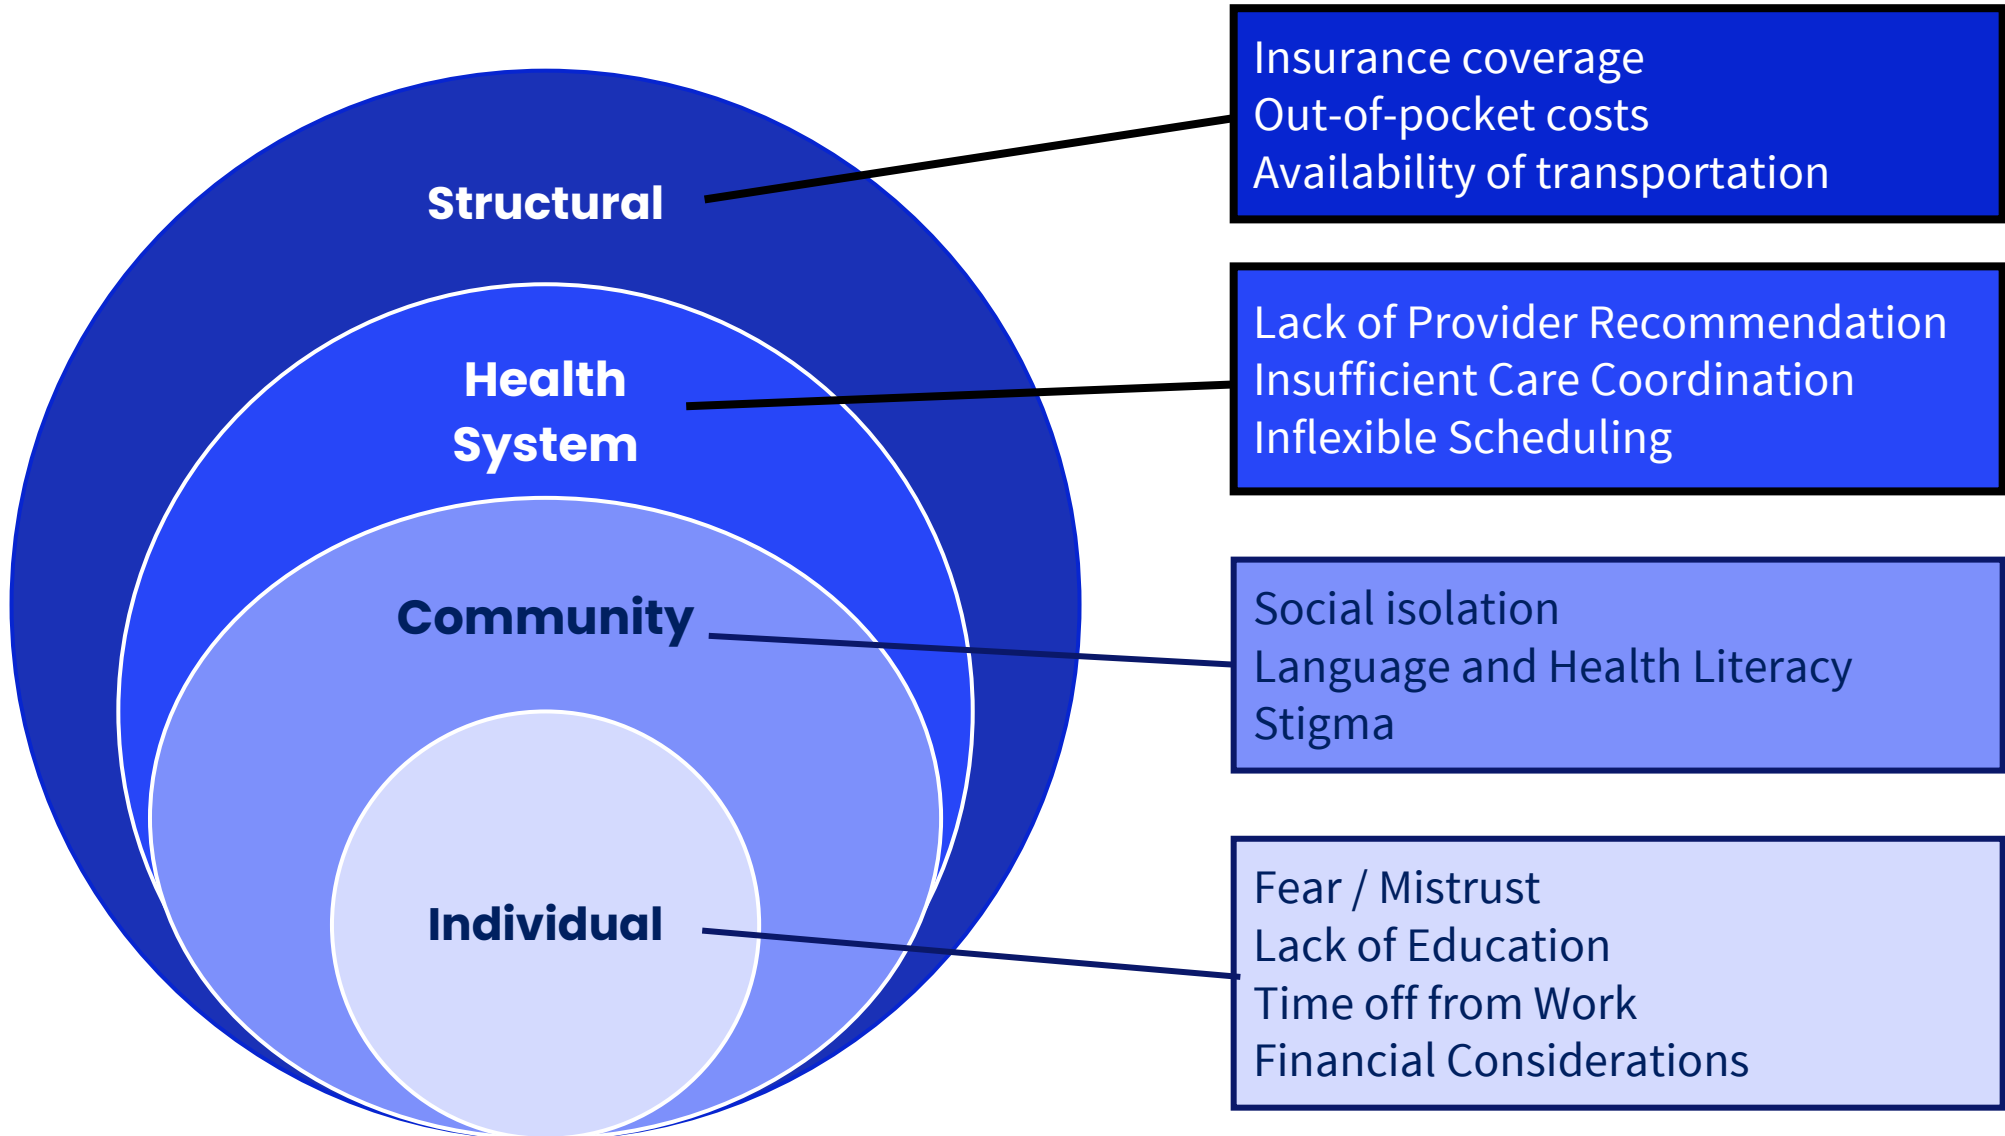 Structural
Insurance coverage
Out-of-pocket costs
Availability of transportation
Health
System
Lack of Provider Recommendation
Insufficient Care Coordination
Inflexible Scheduling
Community
Social isolation
Language and Health Literacy
Stigma
Individual
Fear / Mistrust
Lack of Education
Time off from Work
Financial Considerations